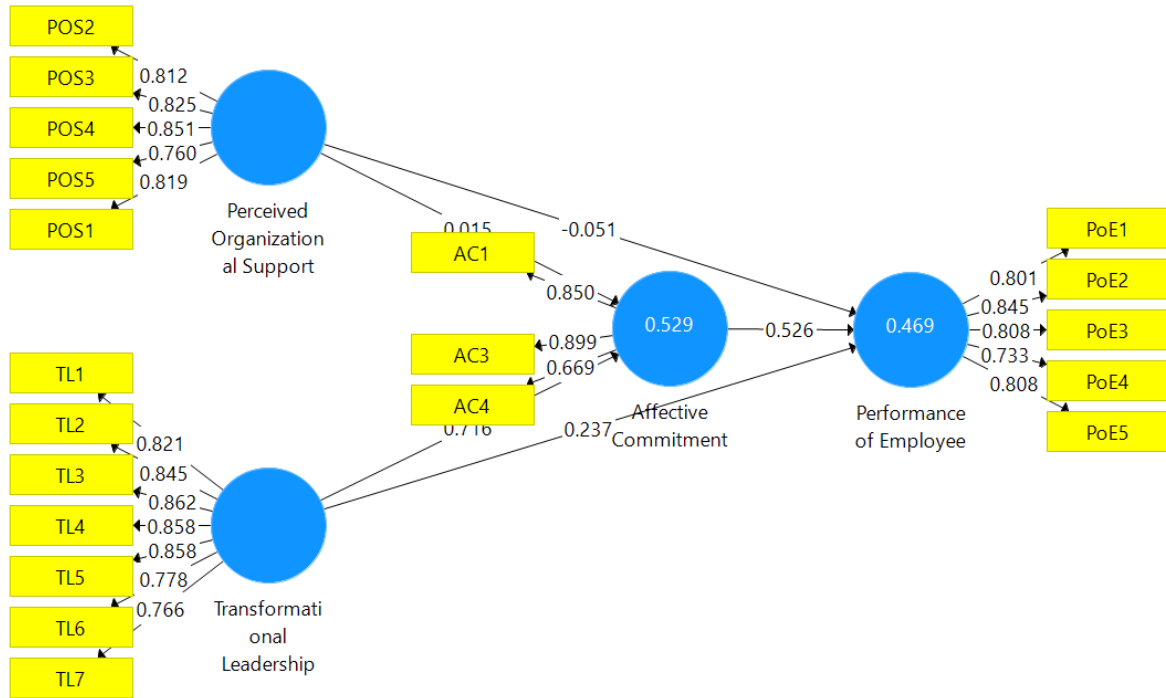 POS2
POS3
POS4
POS5
POS1
0.812
0.825
0.851
0.760
0.819
Perceived
Organization
al Support
0.015
-0.051
AC1
0.850
AC3
AC4
0.899
0.669
0.716
0.529
Affective
Commitment
0.526
0.237
0.469
Performance
of Employee
0.801
0.845
0.808
0.733
0.808
PoE1
PoE2
PoE3
PoE4
PoE5
TL1
TL2
TL3
TL4
TL5
TL6
TL7
0.821
0.845
0.862
0.858
0.858
0.778
0.766
Transformati
onal
Leadership